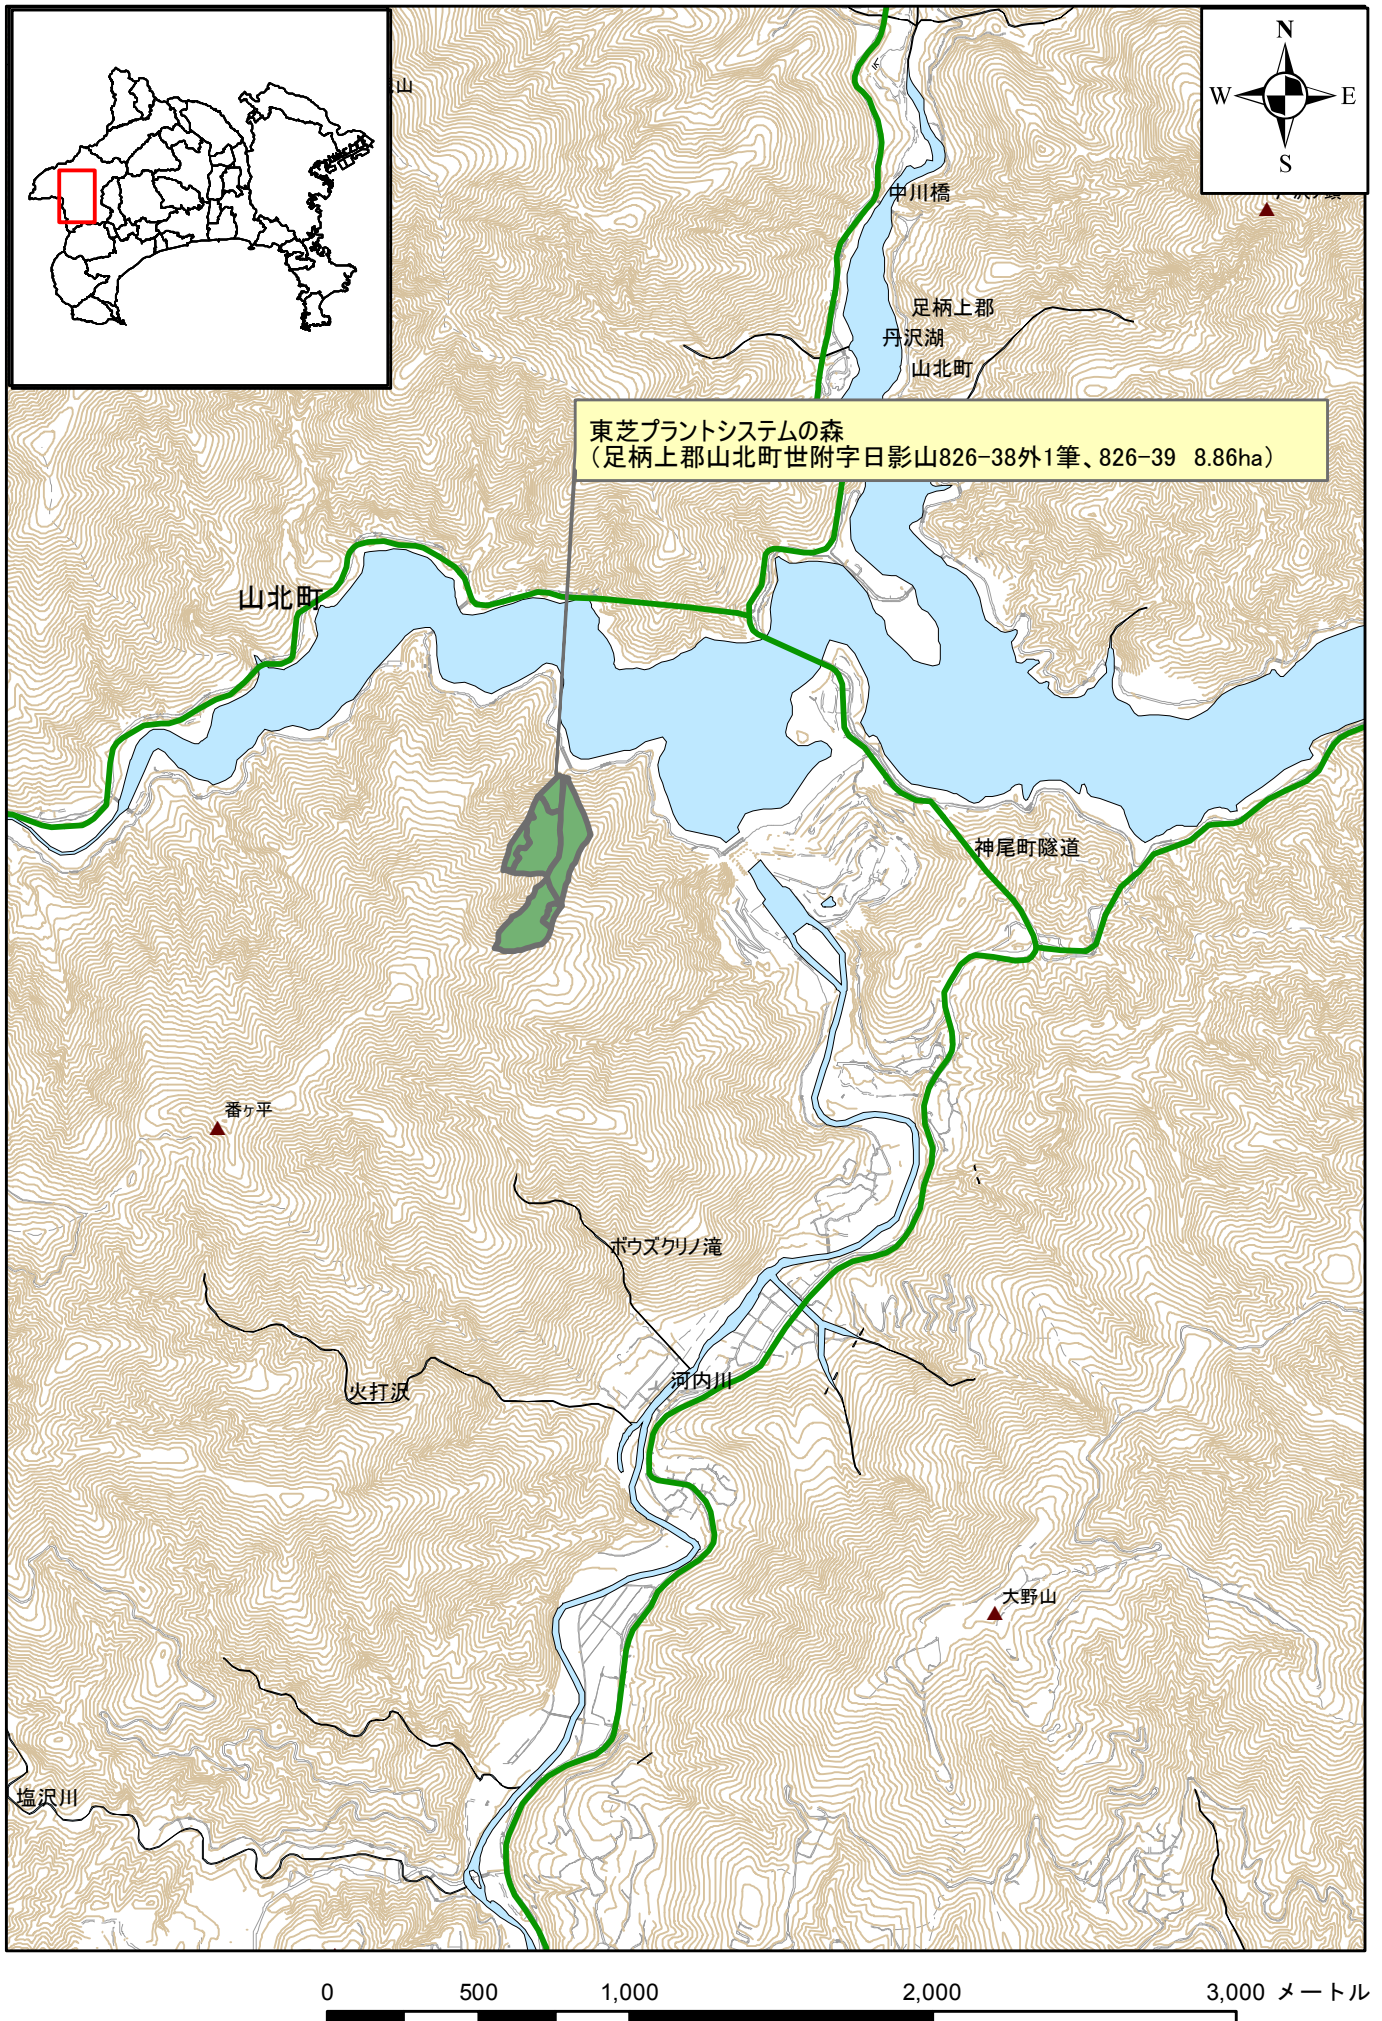 N
W
E
S
山
中川橋
足柄上郡
丹沢湖
山北町
東芝プラントシステムの森
（足柄上郡山北町世附字日影山826-38外1筆、826-39 8.86ha）
山北町
神尾町隧道
番ヶ平
ボウズクリノ滝
河内川
火打沢
大野山
塩沢川
0 500 1,000 2,000 3,000 メートル